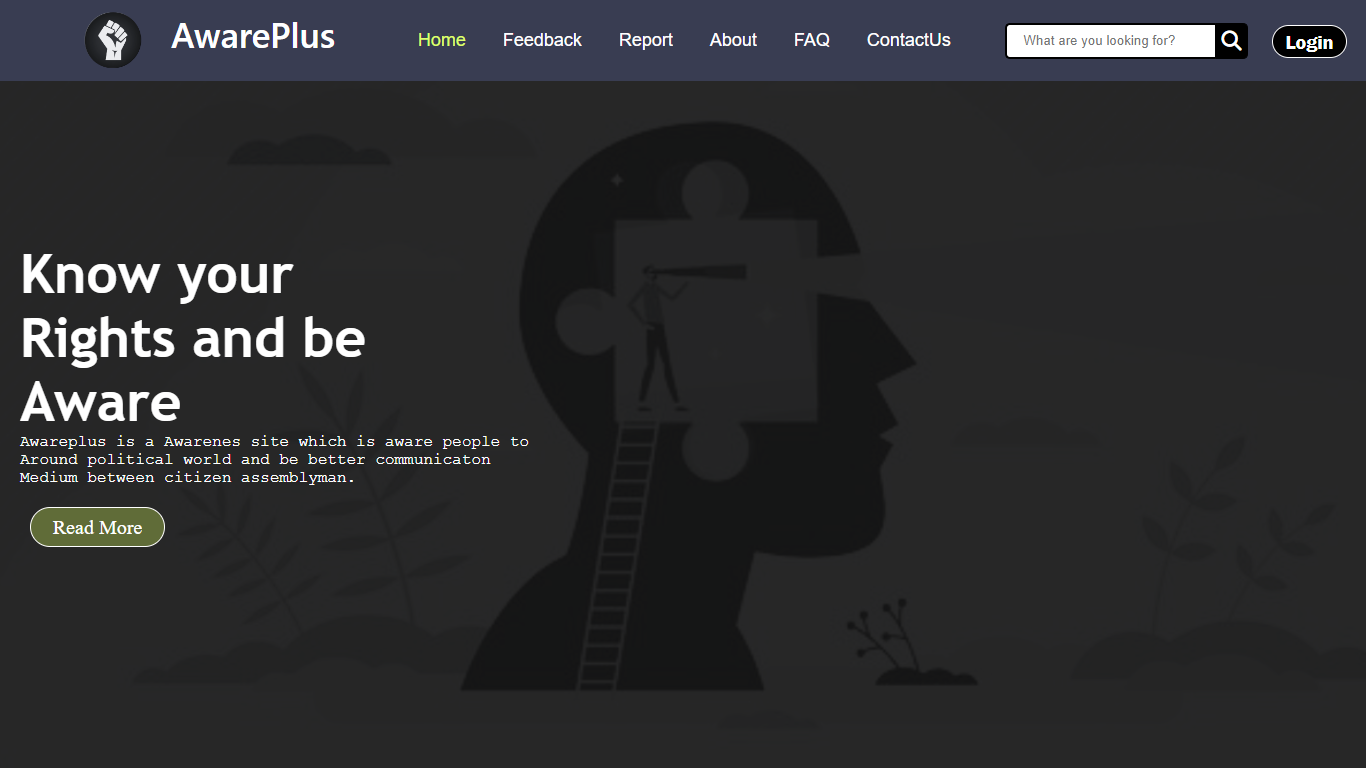 AwarePlus
Home Feedback Report About FAQ ContactUs
What are you looking for?
Login
Know your
Rights and be
Aware
Awareplus is a Awarenes site which is aware people to
Around political world and be better communicaton
Medium between citizen assemblyman.
Read More